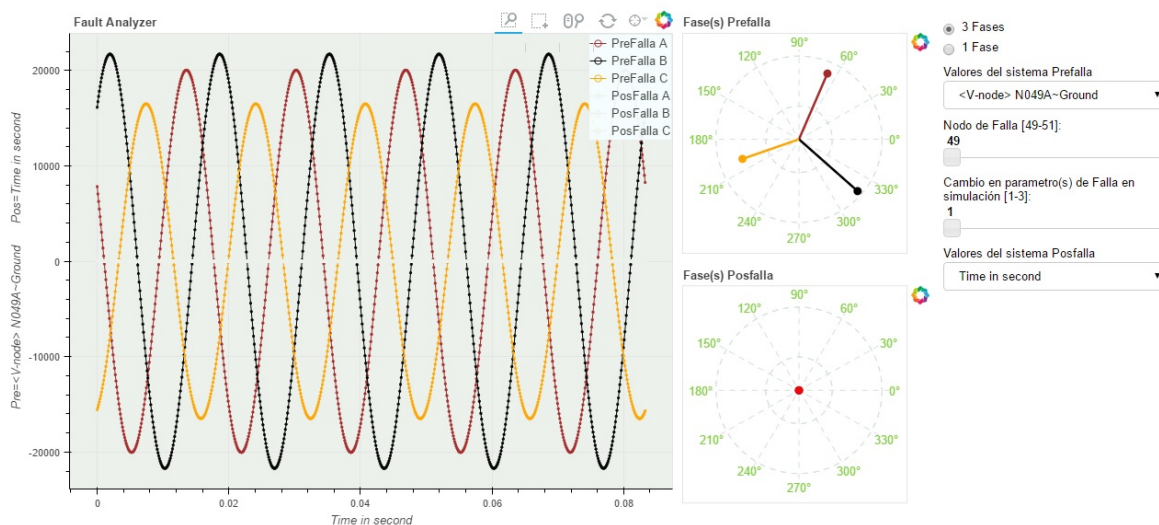 Fault Analyzer
PreFalla A
PreFalla B
PreFalla C
PosFalla A
PosFalla B
PosFalla C
20000
10000
0
-10000
-20000
Pos=Time in second
Pre=<V-node> N049A~Ground
0
0.02
0.04
0.06
0.08
Time in second
Fase(s) Prefalla
90°
60°
30°
0°
330°
300°
270°
240°
210°
180°
150°
120°
Fase(s) Posfalla
90°
60°
30°
0°
330°
300°
270°
240°
210°
180°
150°
120°
3 Fases
1 Fase
Valores del sistema Prefalla
<V-node> N049A~Ground
Nodo de Falla [49-51]:
49
Cambio en parametro(s) de Falla en
simulación [1-3]:
1
Valores del sistema Posfalla
Time in second